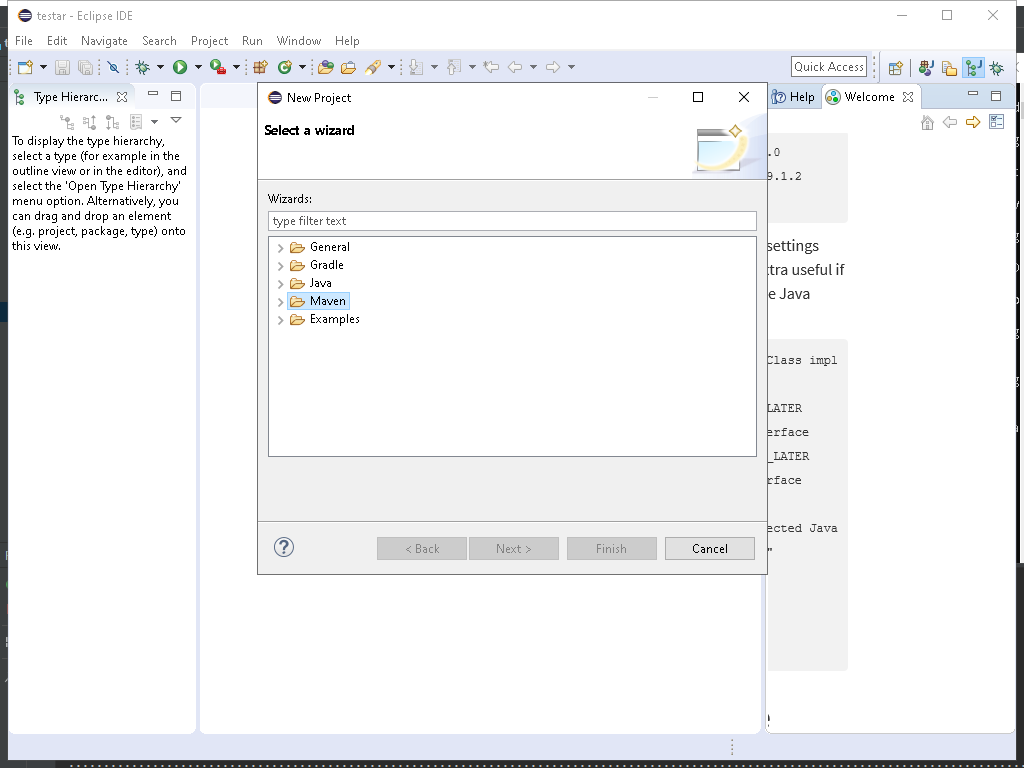 testar - Eclipse IDE
File Edit Navigate Search Project Run Window Help
Quick Access
Type Hierarc...
To display the type hierarchy,
select a type (for example in the
outline view or in the editor), and
select the 'Open Type Hierarchy'
menu option. Alternatively, you
can drag and drop an element
(e.g. project, package, type) onto
this view.
New Project
Select a wizard
Wizards:
type filter text
General
Gradle
Java
Maven
Examples
?
< Back Next > Finish Cancel
Help Welcome
.0
9.1.2
settings
tra useful if
e Java
Class impl
LATER
erface
_LATER
erface
ected Java
"